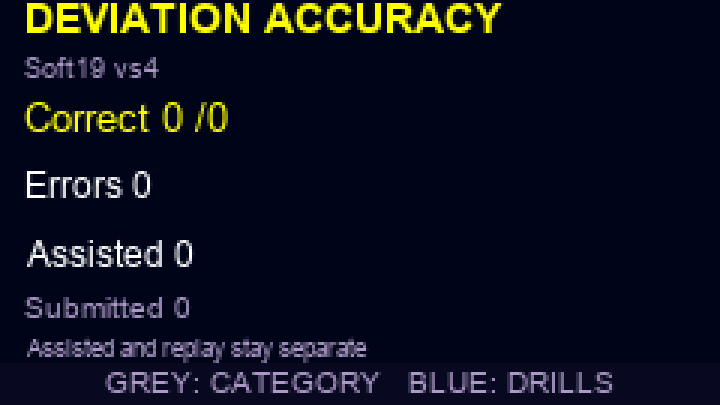 DEVIATION ACCURACY
Soft19 vs4
Correct 0 /0
Errors 0
Assisted 0
Submitted 0
Assisted and replay stay separate
GREY: CATEGORY BLUE: DRILLS